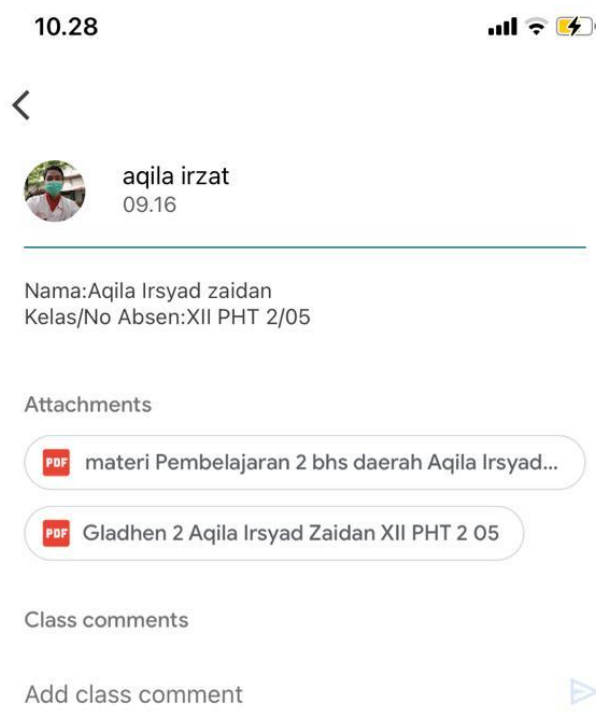 10.28
aqila irzat
09.16
Nama:Aqila Irsyad zaidan
Kelas/No Absen:XII PHT 2/05
Attachments
PDF materi Pembelajaran 2 bhs daerah Aqila Irsyad...
PDF Gladhen 2 Aqila Irsyad Zaidan XII PHT 2 05
Class comments
Add class comment